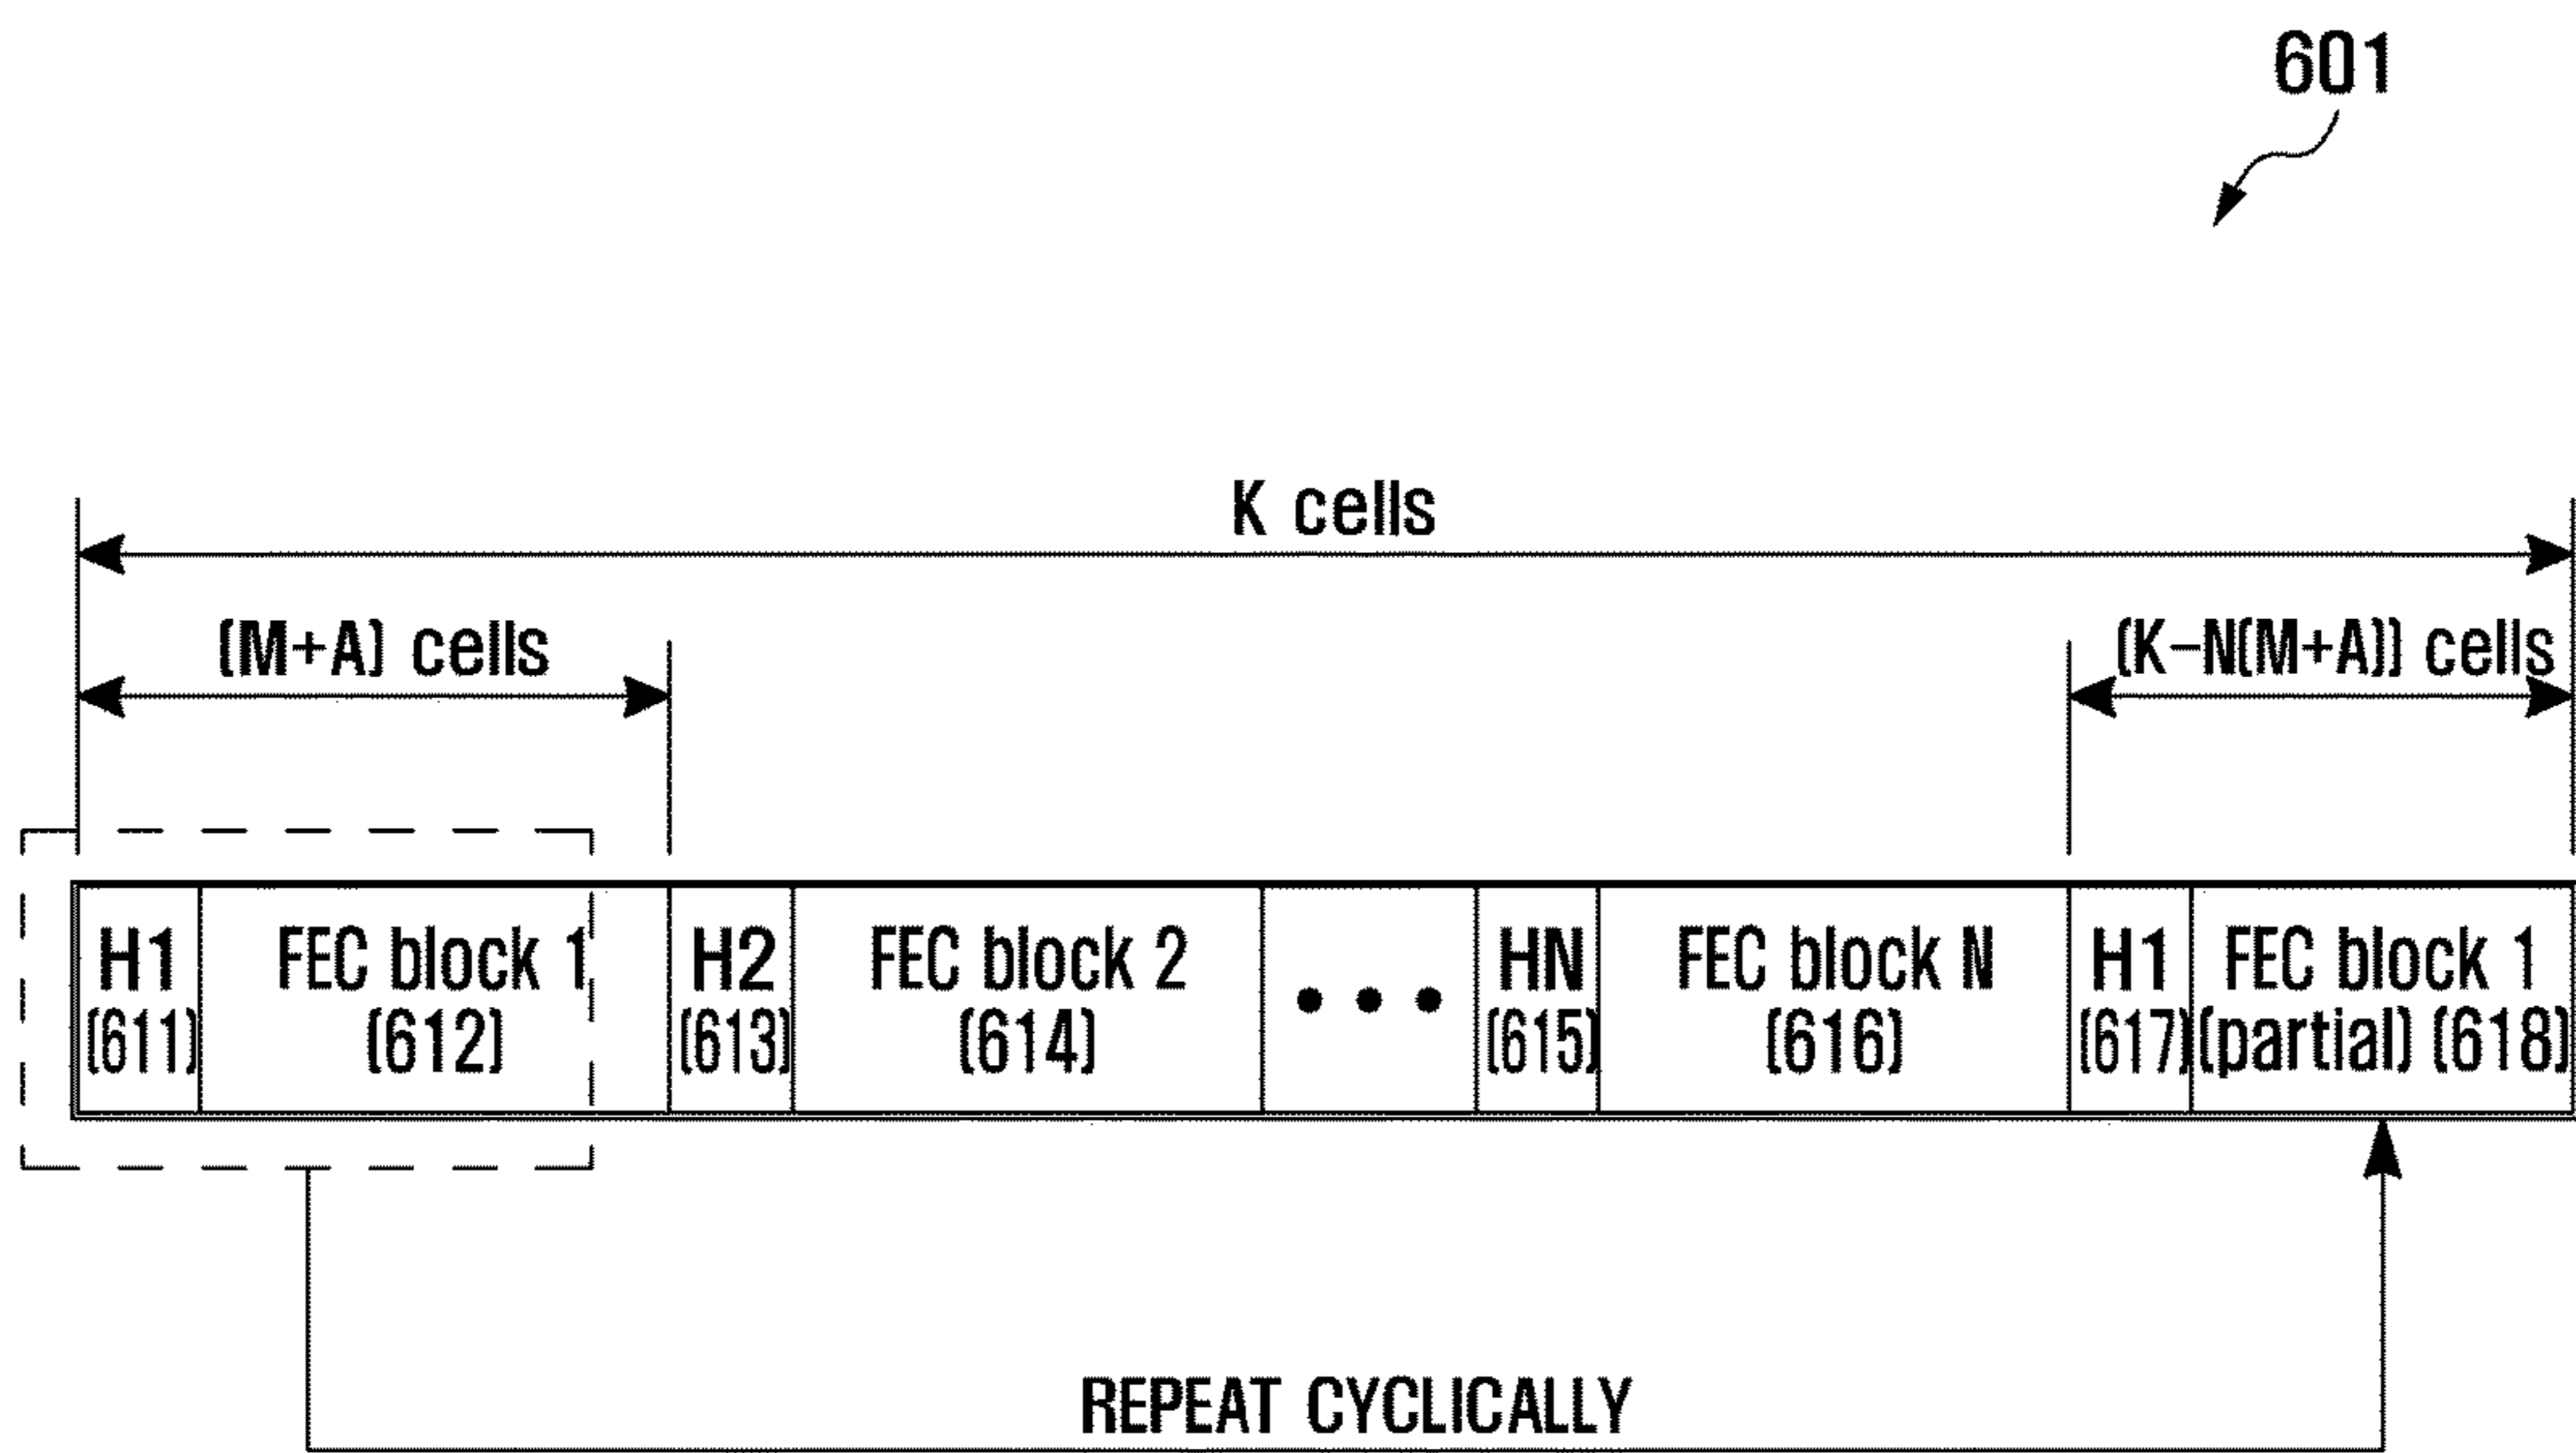 601
K cells
(M+A) cells
(K-N(M+A)) cells
H1
(611)
FEC block 1
(612)
H2
(613)
FEC block 2
(614)
• • •
HN
(615)
FEC block N
(616)
H1
(617)
FEC block 1
(partial) (618)
REPEAT CYCLICALLY